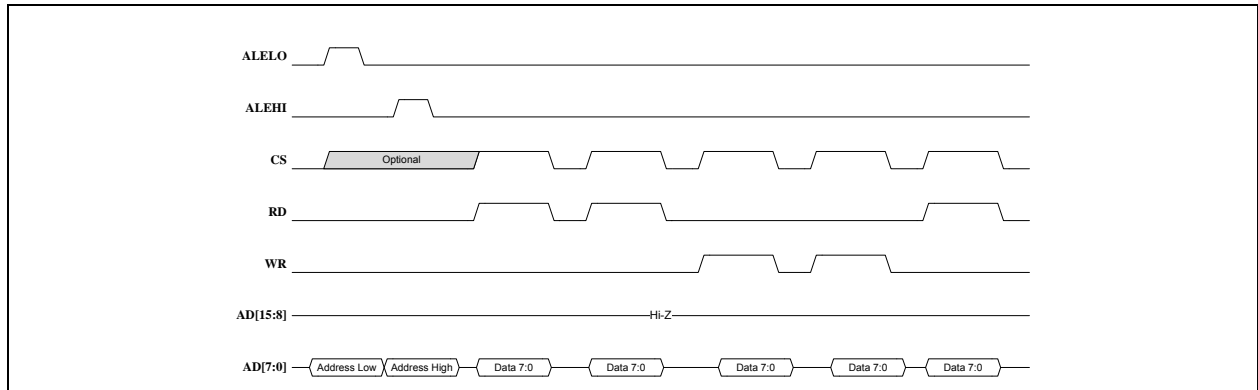 ALELO
ALEHI
CS Optional
RD
WR
AD[15:8] Hi-Z
AD[7:0] Address Low Address High Data 7:0 Data 7:0 Data 7:0 Data 7:0 Data 7:0